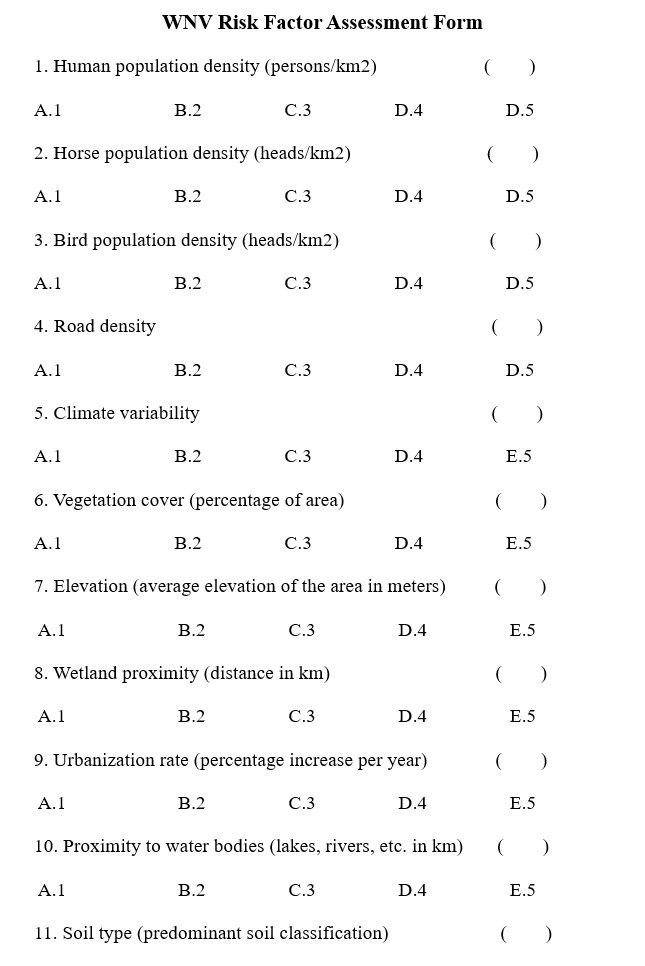 WNV Risk Factor Assessment Form
1. Human population density (persons/km2) ( )
A.1 B.2 C.3 D.4 D.5
2. Horse population density (heads/km2) ( )
A.1 B.2 C.3 D.4 D.5
3. Bird population density (heads/km2) ( )
A.1 B.2 C.3 D.4 D.5
4. Road density ( )
A.1 B.2 C.3 D.4 D.5
5. Climate variability ( )
A.1 B.2 C.3 D.4 E.5
6. Vegetation cover (percentage of area) ( )
A.1 B.2 C.3 D.4 E.5
7. Elevation (average elevation of the area in meters) ( )
A.1 B.2 C.3 D.4 E.5
8. Wetland proximity (distance in km) ( )
A.1 B.2 C.3 D.4 E.5
9. Urbanization rate (percentage increase per year) ( )
A.1 B.2 C.3 D.4 E.5
10. Proximity to water bodies (lakes, rivers, etc. in km) ( )
A.1 B.2 C.3 D.4 E.5
11. Soil type (predominant soil classification) ( )